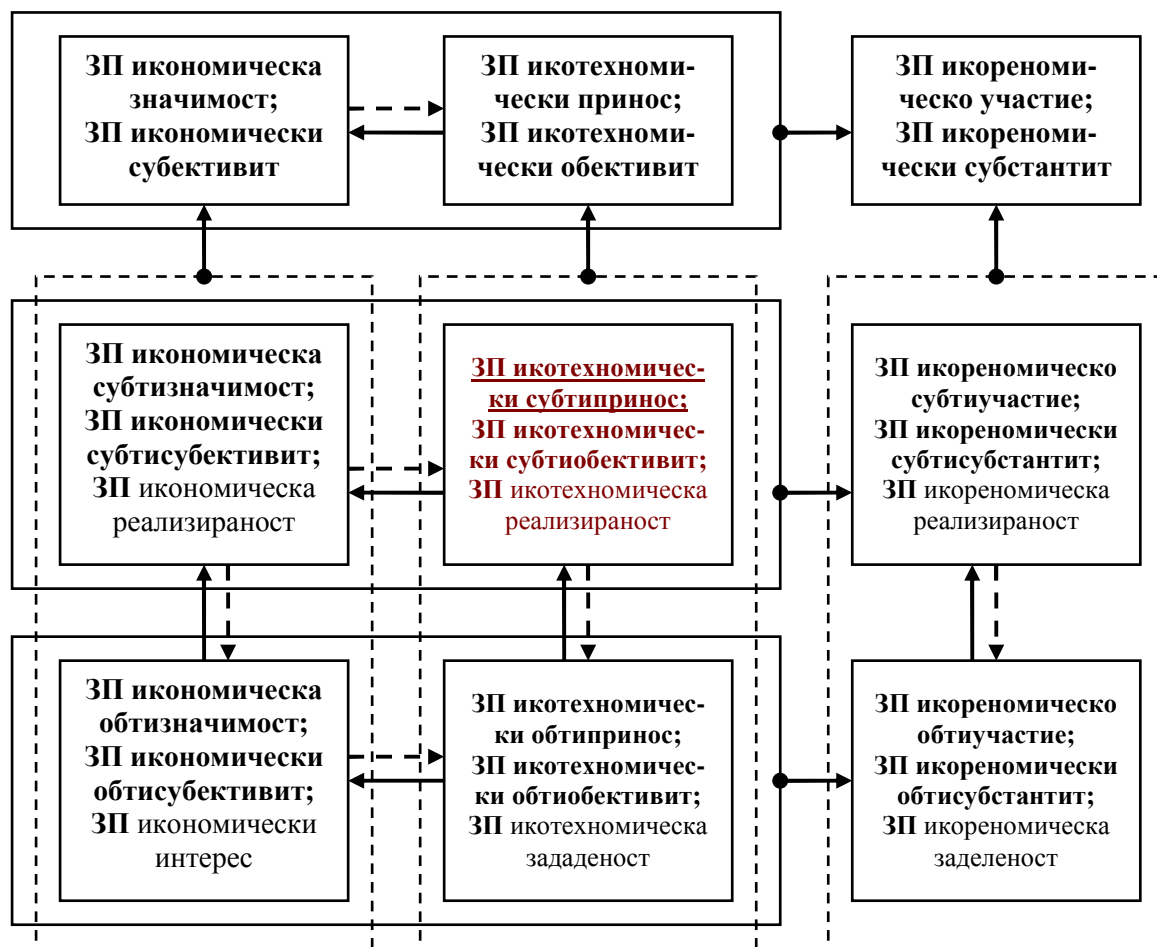 ЗП икономическа
значимост;
ЗП икономически
субективит
ЗП икотехноми-
чески принос;
ЗП икотехноми-
чески обективит
ЗП икореноми-
ческо участие;
ЗП икореноми-
чески субстантит
ЗП икономическа
субтизначимост;
ЗП икономически
субтисубективит;
ЗП икономическа
реализираност
ЗП икотехномичес-
ки субтипринос;
ЗП икотехномичес-
ки субтиобективит;
ЗП икотехномическа
реализираност
ЗП икореномическо
субтиучастие;
ЗП икореномически
субтисубстантит;
ЗП икореномическа
реализираност
ЗП икономическа
обтизначимост;
ЗП икономически
обтисубективит;
ЗП икономически
интерес
ЗП икотехномичес-
ки обтипринос;
ЗП икотехномичес-
ки обтиобективит;
ЗП икотехномическа
зададеност
ЗП икореномическо
обтиучастие;
ЗП икореномически
обтисубстантит;
ЗП икореномическа
заделеност